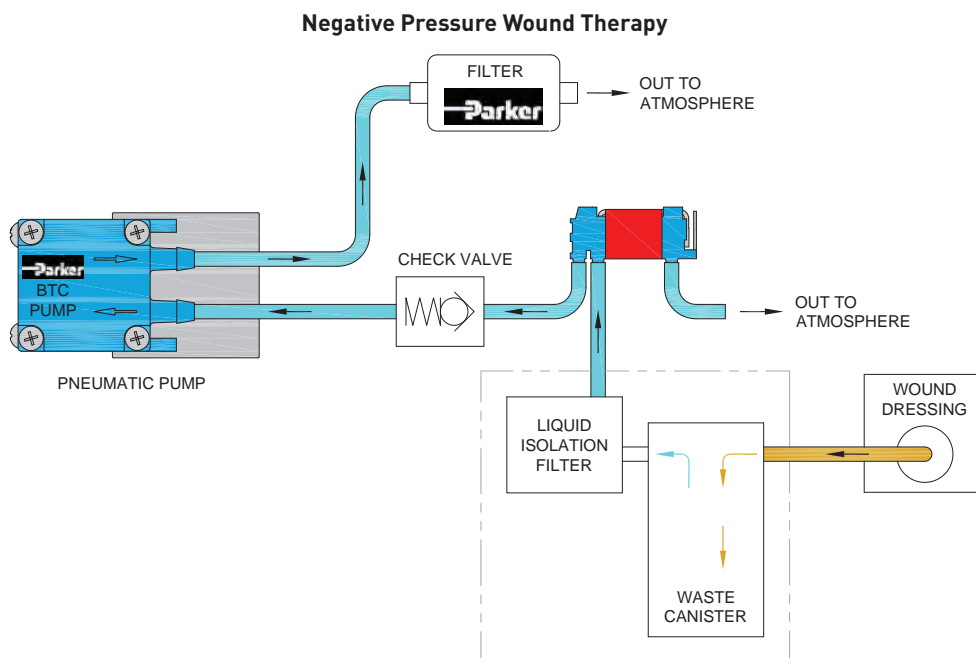 Negative Pressure Wound Therapy
FILTER
Parker
OUT TO
ATMOSPHERE
Parker
BTC
PUMP
PNEUMATIC PUMP
CHECK VALVE
OUT TO
ATMOSPHERE
LIQUID
ISOLATION
FILTER
WOUND
DRESSING
WASTE
CANISTER